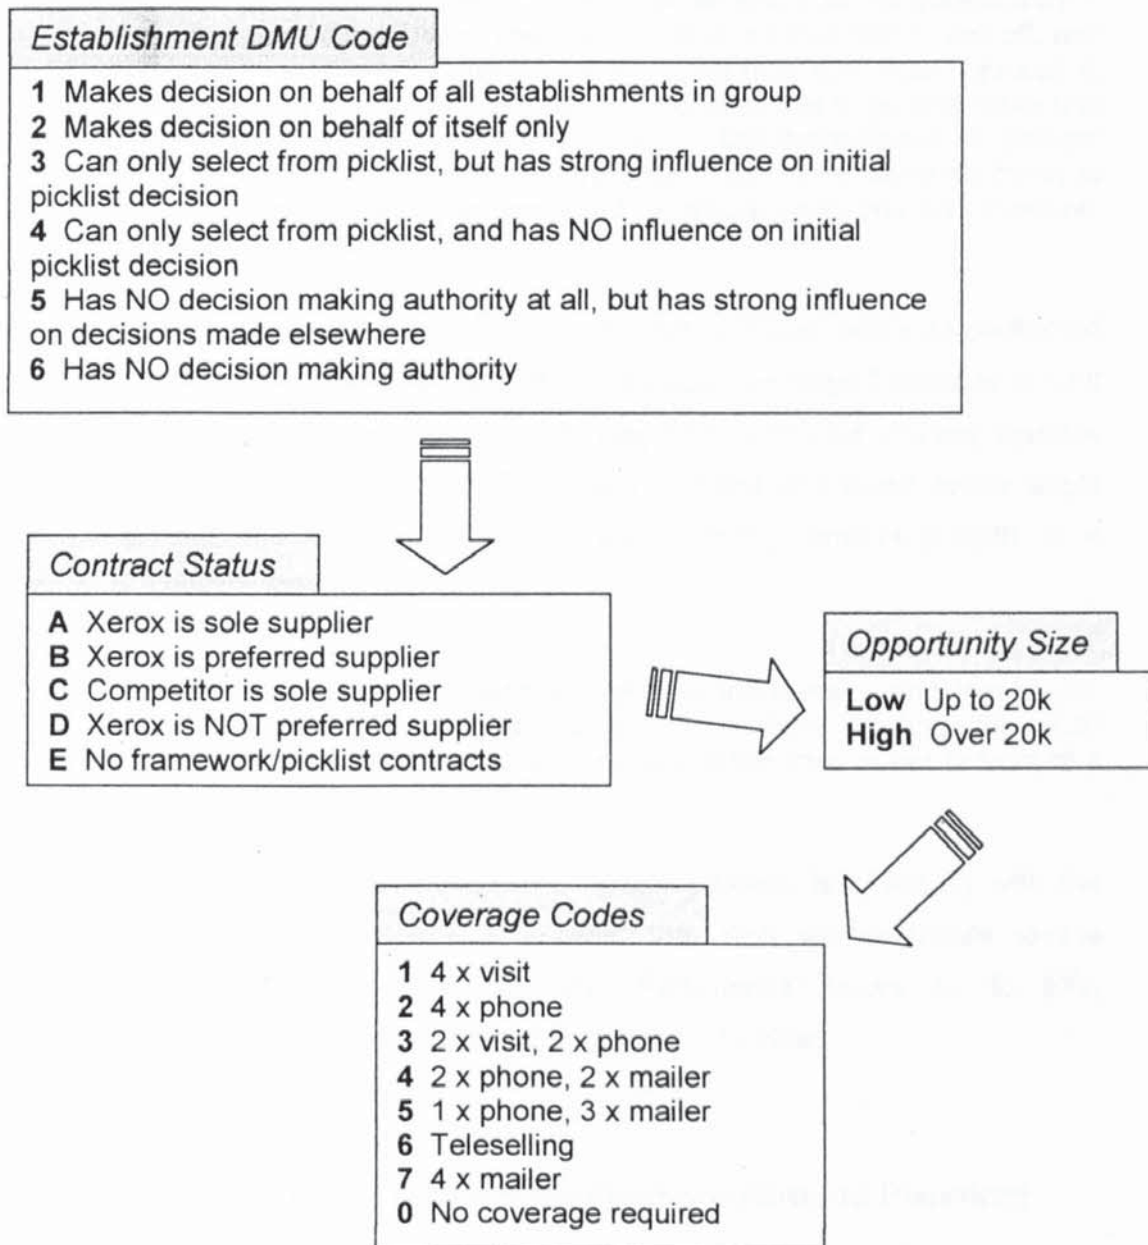 Establishment DMU Code
1 Makes decision on behalf of all establishments in group
2 Makes decision on behalf of itself only
3 Can only select from picklist, but has strong influence on initial
picklist decision
4 Can only select from picklist, and has NO influence on initial
picklist decision
5 Has NO decision making authority at all, but has strong influence
on decisions made elsewhere
6 Has NO decision making authority
Contract Status
A Xerox is sole supplier
B Xerox is preferred supplier
C Competitor is sole supplier
D Xerox is NOT preferred supplier
E No framework/picklist contracts
Opportunity Size
Low Up to 20k
High Over 20k
Coverage Codes
1 4 x visit
2 4 x phone
3 2 x visit, 2 x phone
4 2 x phone, 2 x mailer
5 1 x phone, 3 x mailer
6 Teleselling
7 4 x mailer
0 No coverage required